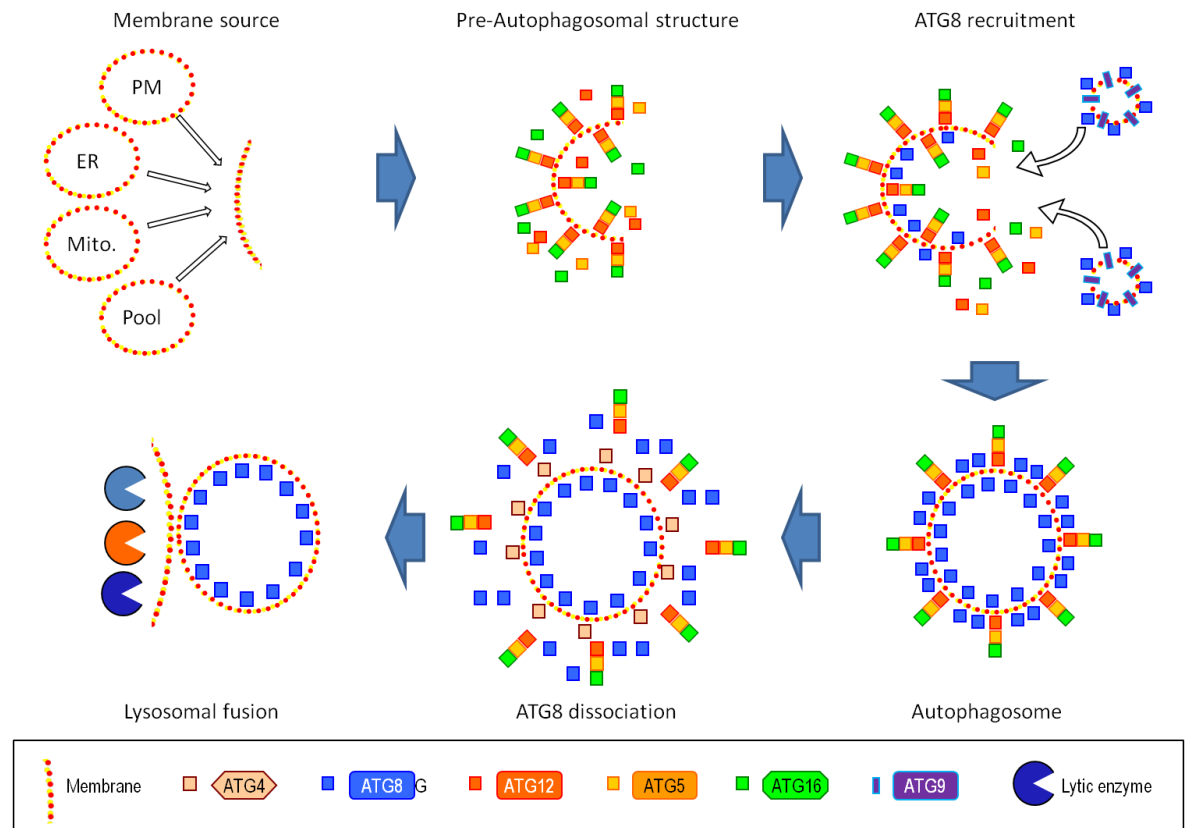 Membrane source
Pre-Autophagosomal structure
ATG8 recruitment
PM
ER
Mito.
Pool
Lysosomal fusion
ATG8 dissociation
Autophagosome
Membrane
ATG4
ATG8 G
ATG12
ATG5
ATG16
ATG9
Lytic enzyme